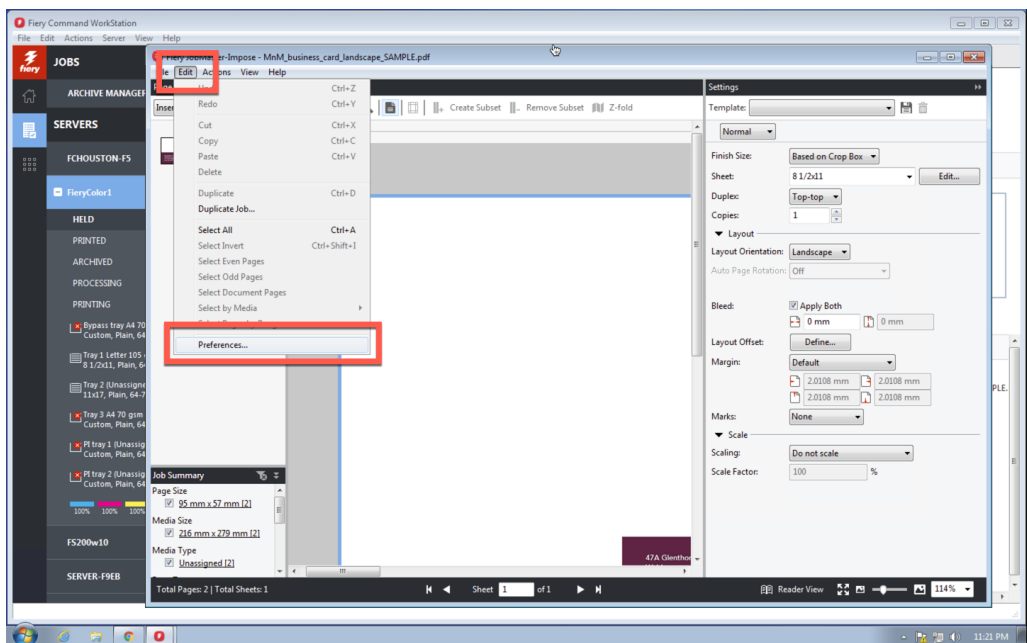 Fiery Command WorkStation
File Edit Actions Server View Help
fiery
JOBS
ARCHIVE MANAGER
SERVERS
FCHOUSTON-F5
FieryColor1
HELD
PRINTED
ARCHIVED
PROCESSING
PRINTING
Bypass tray A4 70
Custom, Plain, 64
Tray 1 Letter 105
8 1/2x11, Plain, 6
Tray 2 (Unassigne
11x17, Plain, 64-7
Tray 3 A4 70 gsm
Custom, Plain, 64
PI tray 1 (Unassig
Custom, Plain, 64
PI tray 2 (Unassig
Custom, Plain, 64
100% 100% 100%
FS200w10
SERVER-F9EB
Fiery JobMaster-Impose - MnM_business_card_landscape_SAMPLE.pdf
Edit Actions View Help
Ctrl+Z
Redo Ctrl+Y
Cut Ctrl+X
Copy Ctrl+C
Paste Ctrl+V
Delete
Duplicate Ctrl+D
Duplicate Job...
Select All Ctrl+A
Select Invert Ctrl+Shift+I
Select Even Pages
Select Odd Pages
Select Document Pages
Select by Media
Preferences...
Create Subset Remove Subset Z-fold
Job Summary
Page Size
95 mm x 57 mm [2]
Media Size
216 mm x 279 mm [2]
Media Type
Unassigned [2]
47A Glenthor
Total Pages: 2 | Total Sheets: 1
Sheet 1 of 1
Reader View
114%
Settings
Template:
Normal
Finish Size: Based on Crop Box
Sheet: 8 1/2x11 Edit...
Duplex: Top-top
Copies: 1
Layout
Layout Orientation: Landscape
Auto Page Rotation: Off
Bleed: Apply Both
0 mm 0 mm
Layout Offset: Define...
Margin: Default
2.0108 mm 2.0108 mm
2.0108 mm 2.0108 mm
Marks: None
Scale
Scaling: Do not scale
Scale Factor: 100 %
PLE.
11:21 PM